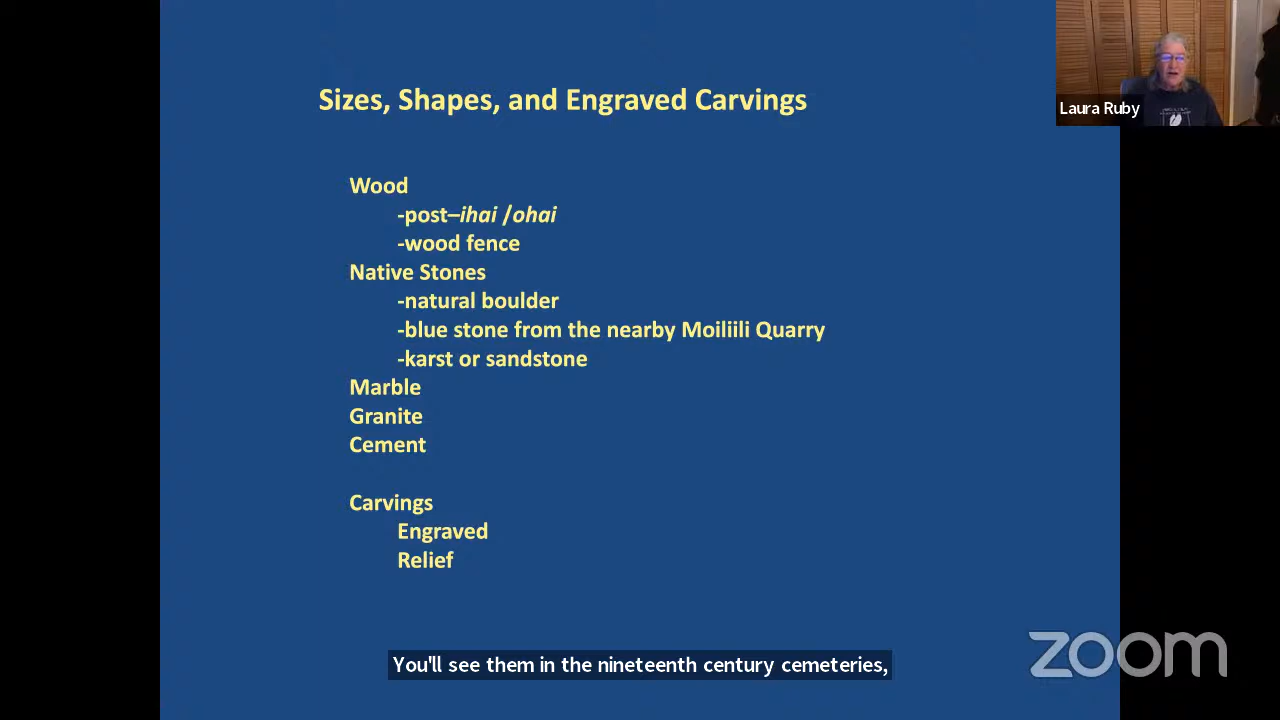 Sizes, Shapes, and Engraved Carvings
Laura Ruby
Wood
-post–ihai /ohai
-wood fence
Native Stones
-natural boulder
-blue stone from the nearby Moiliili Quarry
-karst or sandstone
Marble
Granite
Cement
Carvings
Engraved
Relief
You'll see them in the nineteenth century cemeteries,
zoom